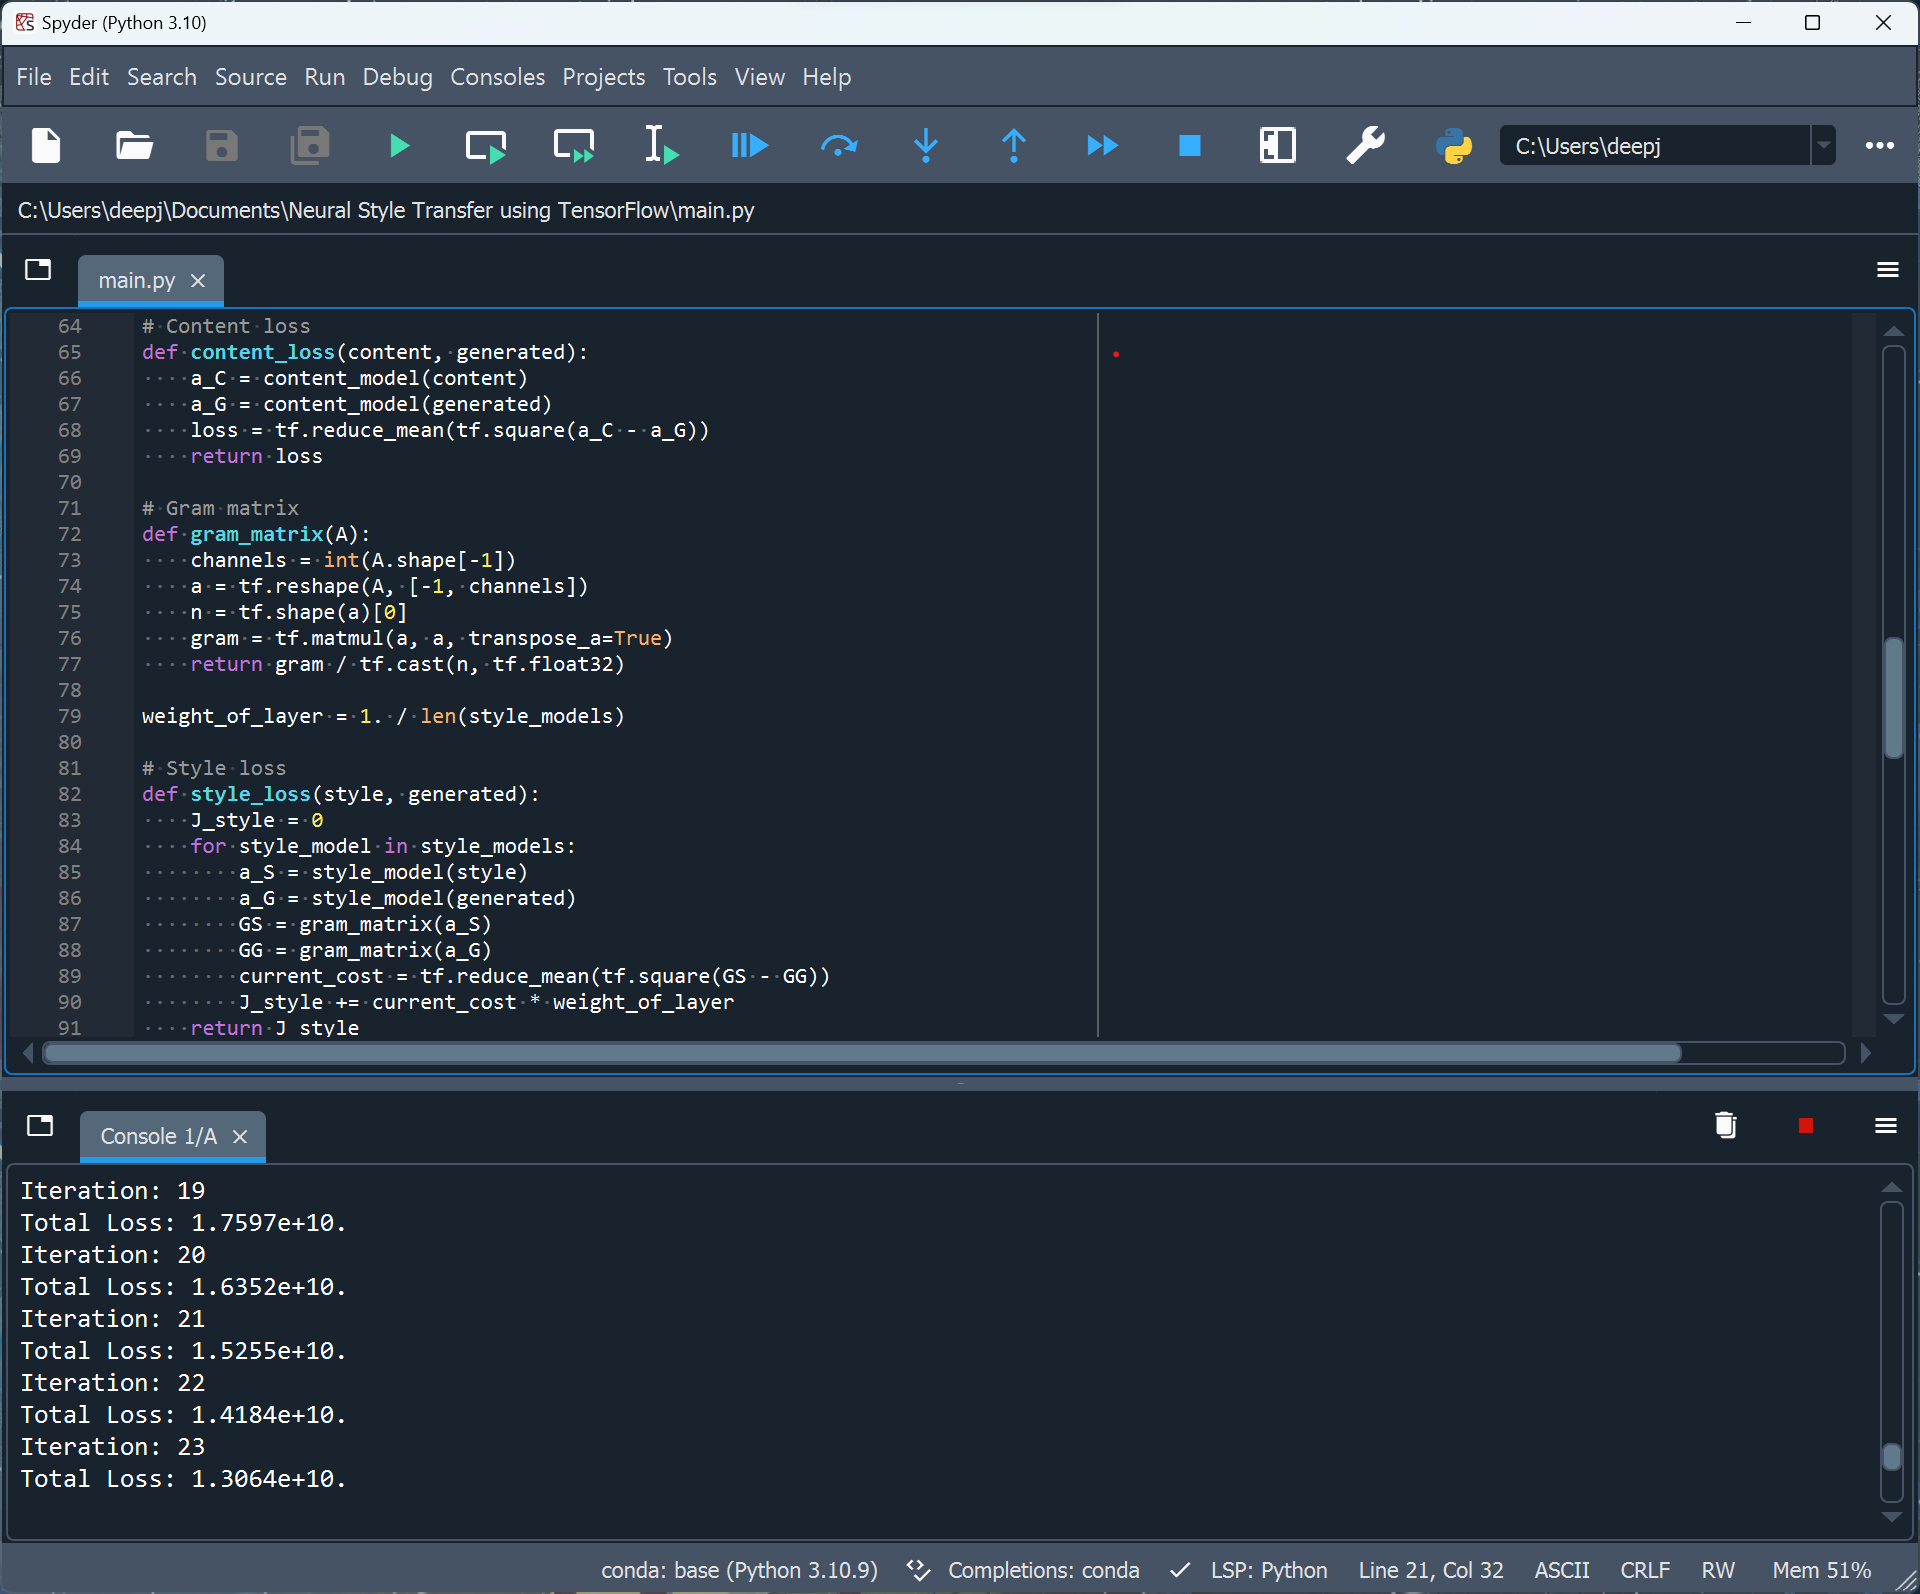 Spyder (Python 3.10)
File Edit Search Source Run Debug Consoles Projects Tools View Help
C:\Users\deepj
C:\Users\deepj\Documents\Neural Style Transfer using TensorFlow\main.py
main.py
64 # Content loss
65 def content_loss(content, generated):
66     a_C = content_model(content)
67     a_G = content_model(generated)
68     loss = tf.reduce_mean(tf.square(a_C - a_G))
69     return loss
70
71 # Gram matrix
72 def gram_matrix(A):
73     channels = int(A.shape[-1])
74     a = tf.reshape(A, [-1, channels])
75     n = tf.shape(a)[0]
76     gram = tf.matmul(a, a, transpose_a=True)
77     return gram / tf.cast(n, tf.float32)
78
79 weight_of_layer = 1. / len(style_models)
80
81 # Style loss
82 def style_loss(style, generated):
83     J_style = 0
84     for style_model in style_models:
85         a_S = style_model(style)
86         a_G = style_model(generated)
87         GS = gram_matrix(a_S)
88         GG = gram_matrix(a_G)
89         current_cost = tf.reduce_mean(tf.square(GS - GG))
90         J_style += current_cost * weight_of_layer
91     return J_style
Console 1/A
Iteration: 19
Total Loss: 1.7597e+10.
Iteration: 20
Total Loss: 1.6352e+10.
Iteration: 21
Total Loss: 1.5255e+10.
Iteration: 22
Total Loss: 1.4184e+10.
Iteration: 23
Total Loss: 1.3064e+10.
conda: base (Python 3.10.9) Completions: conda LSP: Python Line 21, Col 32 ASCII CRLF RW Mem 51%